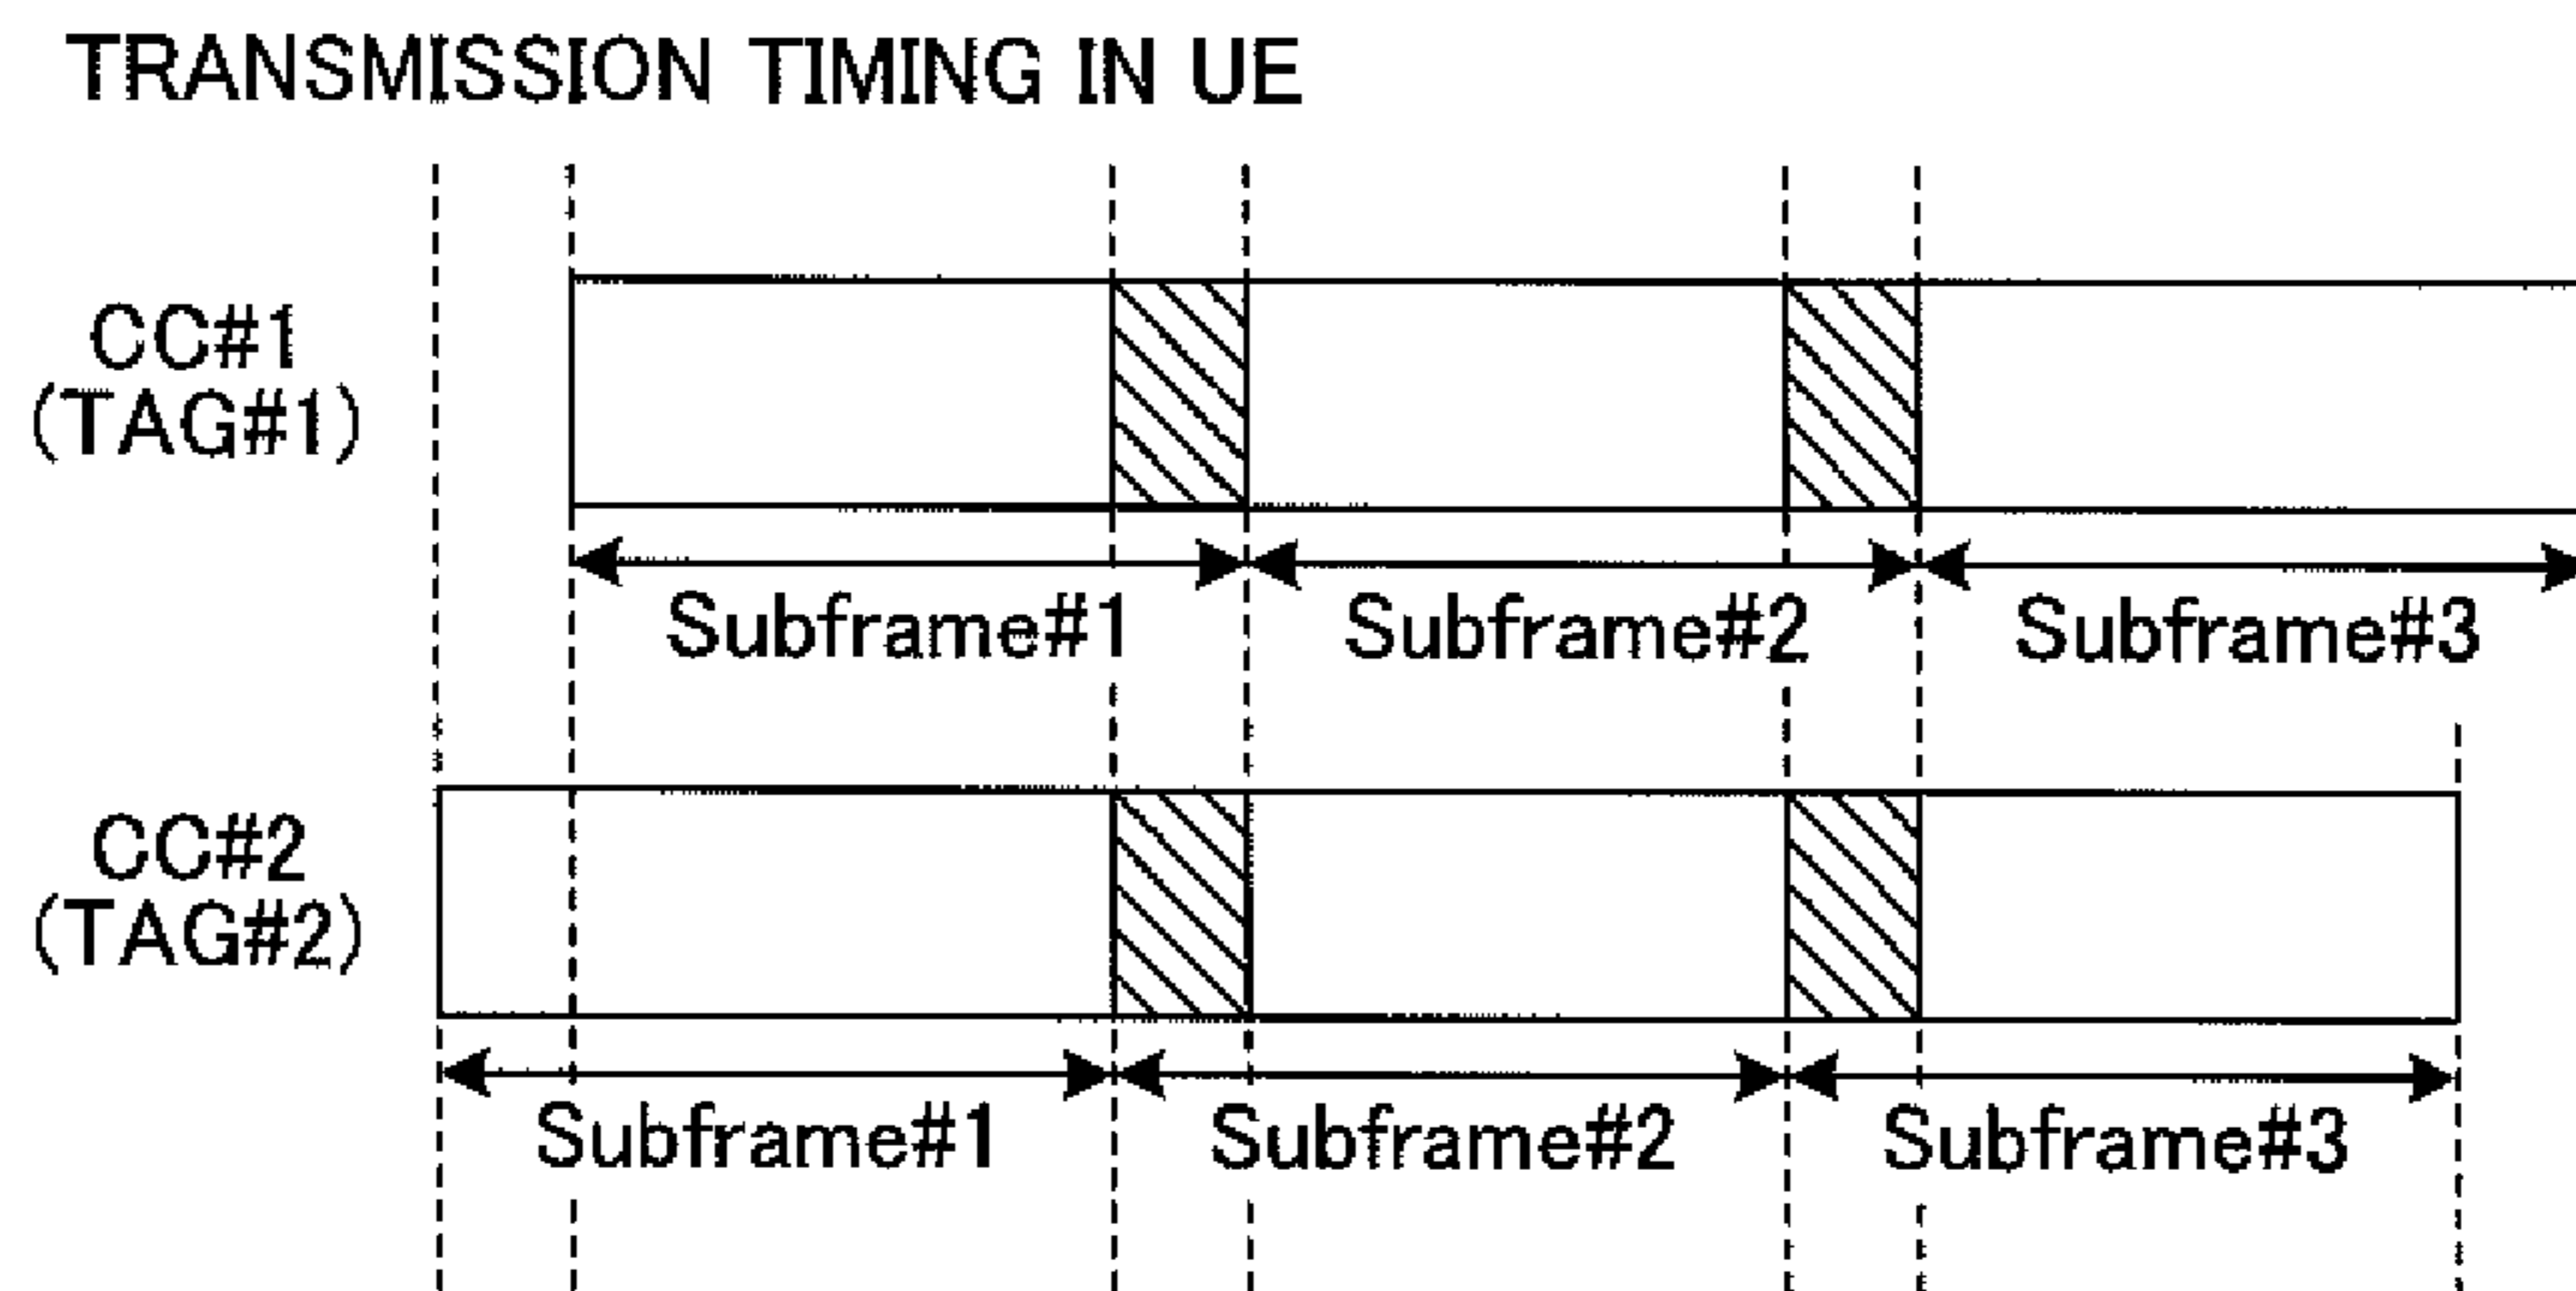 TRANSMISSION TIMING IN UE
CC#1
(TAG#1)
Subframe#1 Subframe#2 Subframe#3
CC#2
(TAG#2)
Subframe#1 Subframe#2 Subframe#3